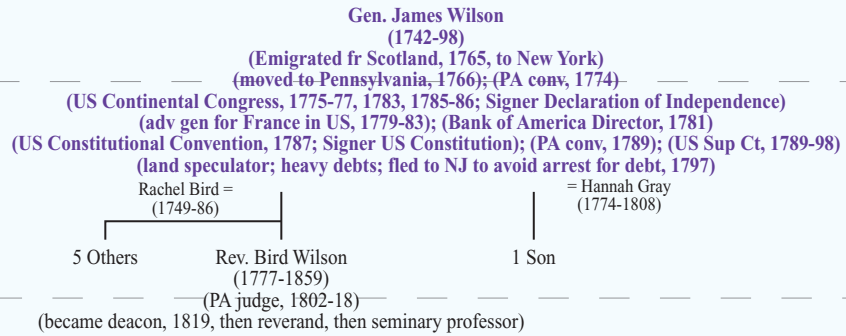 Gen. James Wilson
(1742-98)
(Emigrated fr Scotland, 1765, to New York)
(moved to Pennsylvania, 1766); (PA conv, 1774)
(US Continental Congress, 1775-77, 1783, 1785-86; Signer Declaration of Independence)
(adv gen for France in US, 1779-83); (Bank of America Director, 1781)
(US Constitutional Convention, 1787; Signer US Constitution); (PA conv, 1789); (US Sup Ct, 1789-98)
(land speculator; heavy debts; fled to NJ to avoid arrest for debt, 1797)
Rachel Bird =
(1749-86)
= Hannah Gray
(1774-1808)
5 Others
Rev. Bird Wilson
(1777-1859)
(PA judge, 1802-18)
(became deacon, 1819, then reverand, then seminary professor)
1 Son